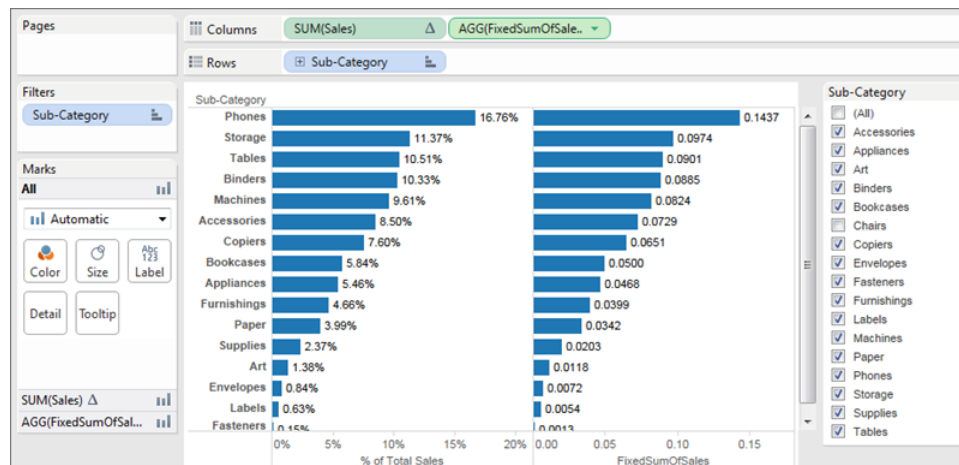 Pages
Columns SUM(Sales) Δ AGG(FixedSumOfSale..
Rows Sub-Category
Filters
Sub-Category
Marks
All
Automatic
Color Size Abc 123 Label
Detail Tooltip
SUM(Sales) Δ
AGG(FixedSumOfSal...
Sub-Category
Phones 16.76% 0.1437
Storage 11.37% 0.0974
Tables 10.51% 0.0901
Binders 10.33% 0.0885
Machines 9.61% 0.0824
Accessories 8.50% 0.0729
Copiers 7.60% 0.0651
Bookcases 5.84% 0.0500
Appliances 5.46% 0.0468
Furnishings 4.66% 0.0399
Paper 3.99% 0.0342
Supplies 2.37% 0.0203
Art 1.38% 0.0118
Envelopes 0.84% 0.0072
Labels 0.63% 0.0054
Fasteners 0.15% 0.0013
0% 5% 10% 15% 20% 0.00 0.05 0.10 0.15
% of Total Sales FixedSumOfSales
Sub-Category
(All)
Accessories
Appliances
Art
Binders
Bookcases
Chairs
Copiers
Envelopes
Fasteners
Furnishings
Labels
Machines
Paper
Phones
Storage
Supplies
Tables